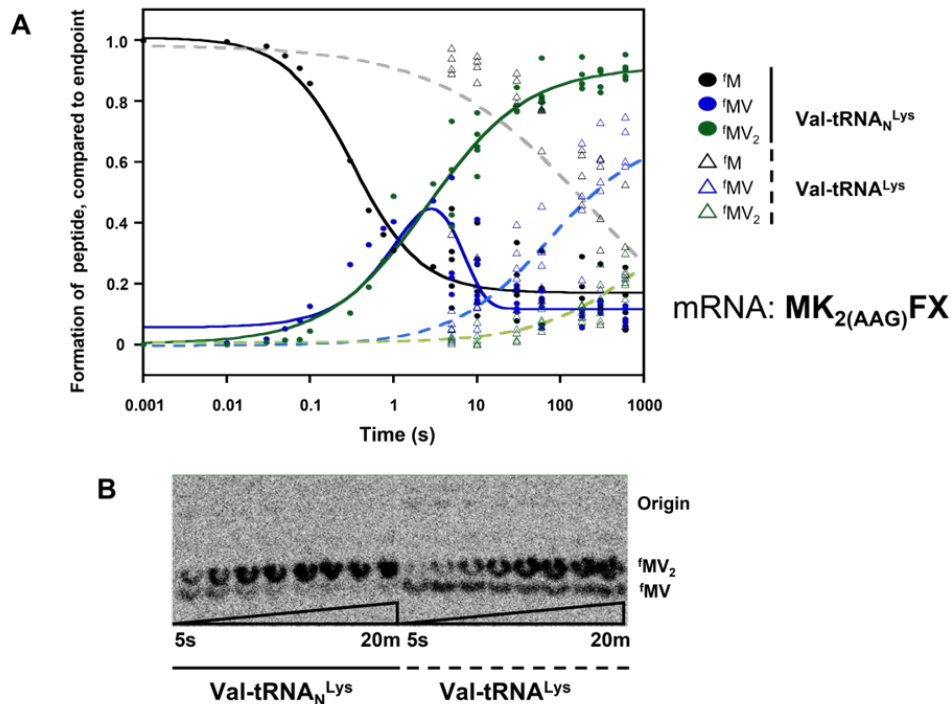 A
Formation of peptide, compared to endpoint
1.0
0.8
0.6
0.4
0.2
0
0.001 0.01 0.1 1 10 100 1000
Time (s)
fM
fMV
fMV2
Val-tRNANLys
fM
fMV
fMV2
Val-tRNALys
mRNA: MK2(AAG)FX
B
Origin
fMV2
fMV
5s 20m 5s 20m
Val-tRNANLys Val-tRNALys